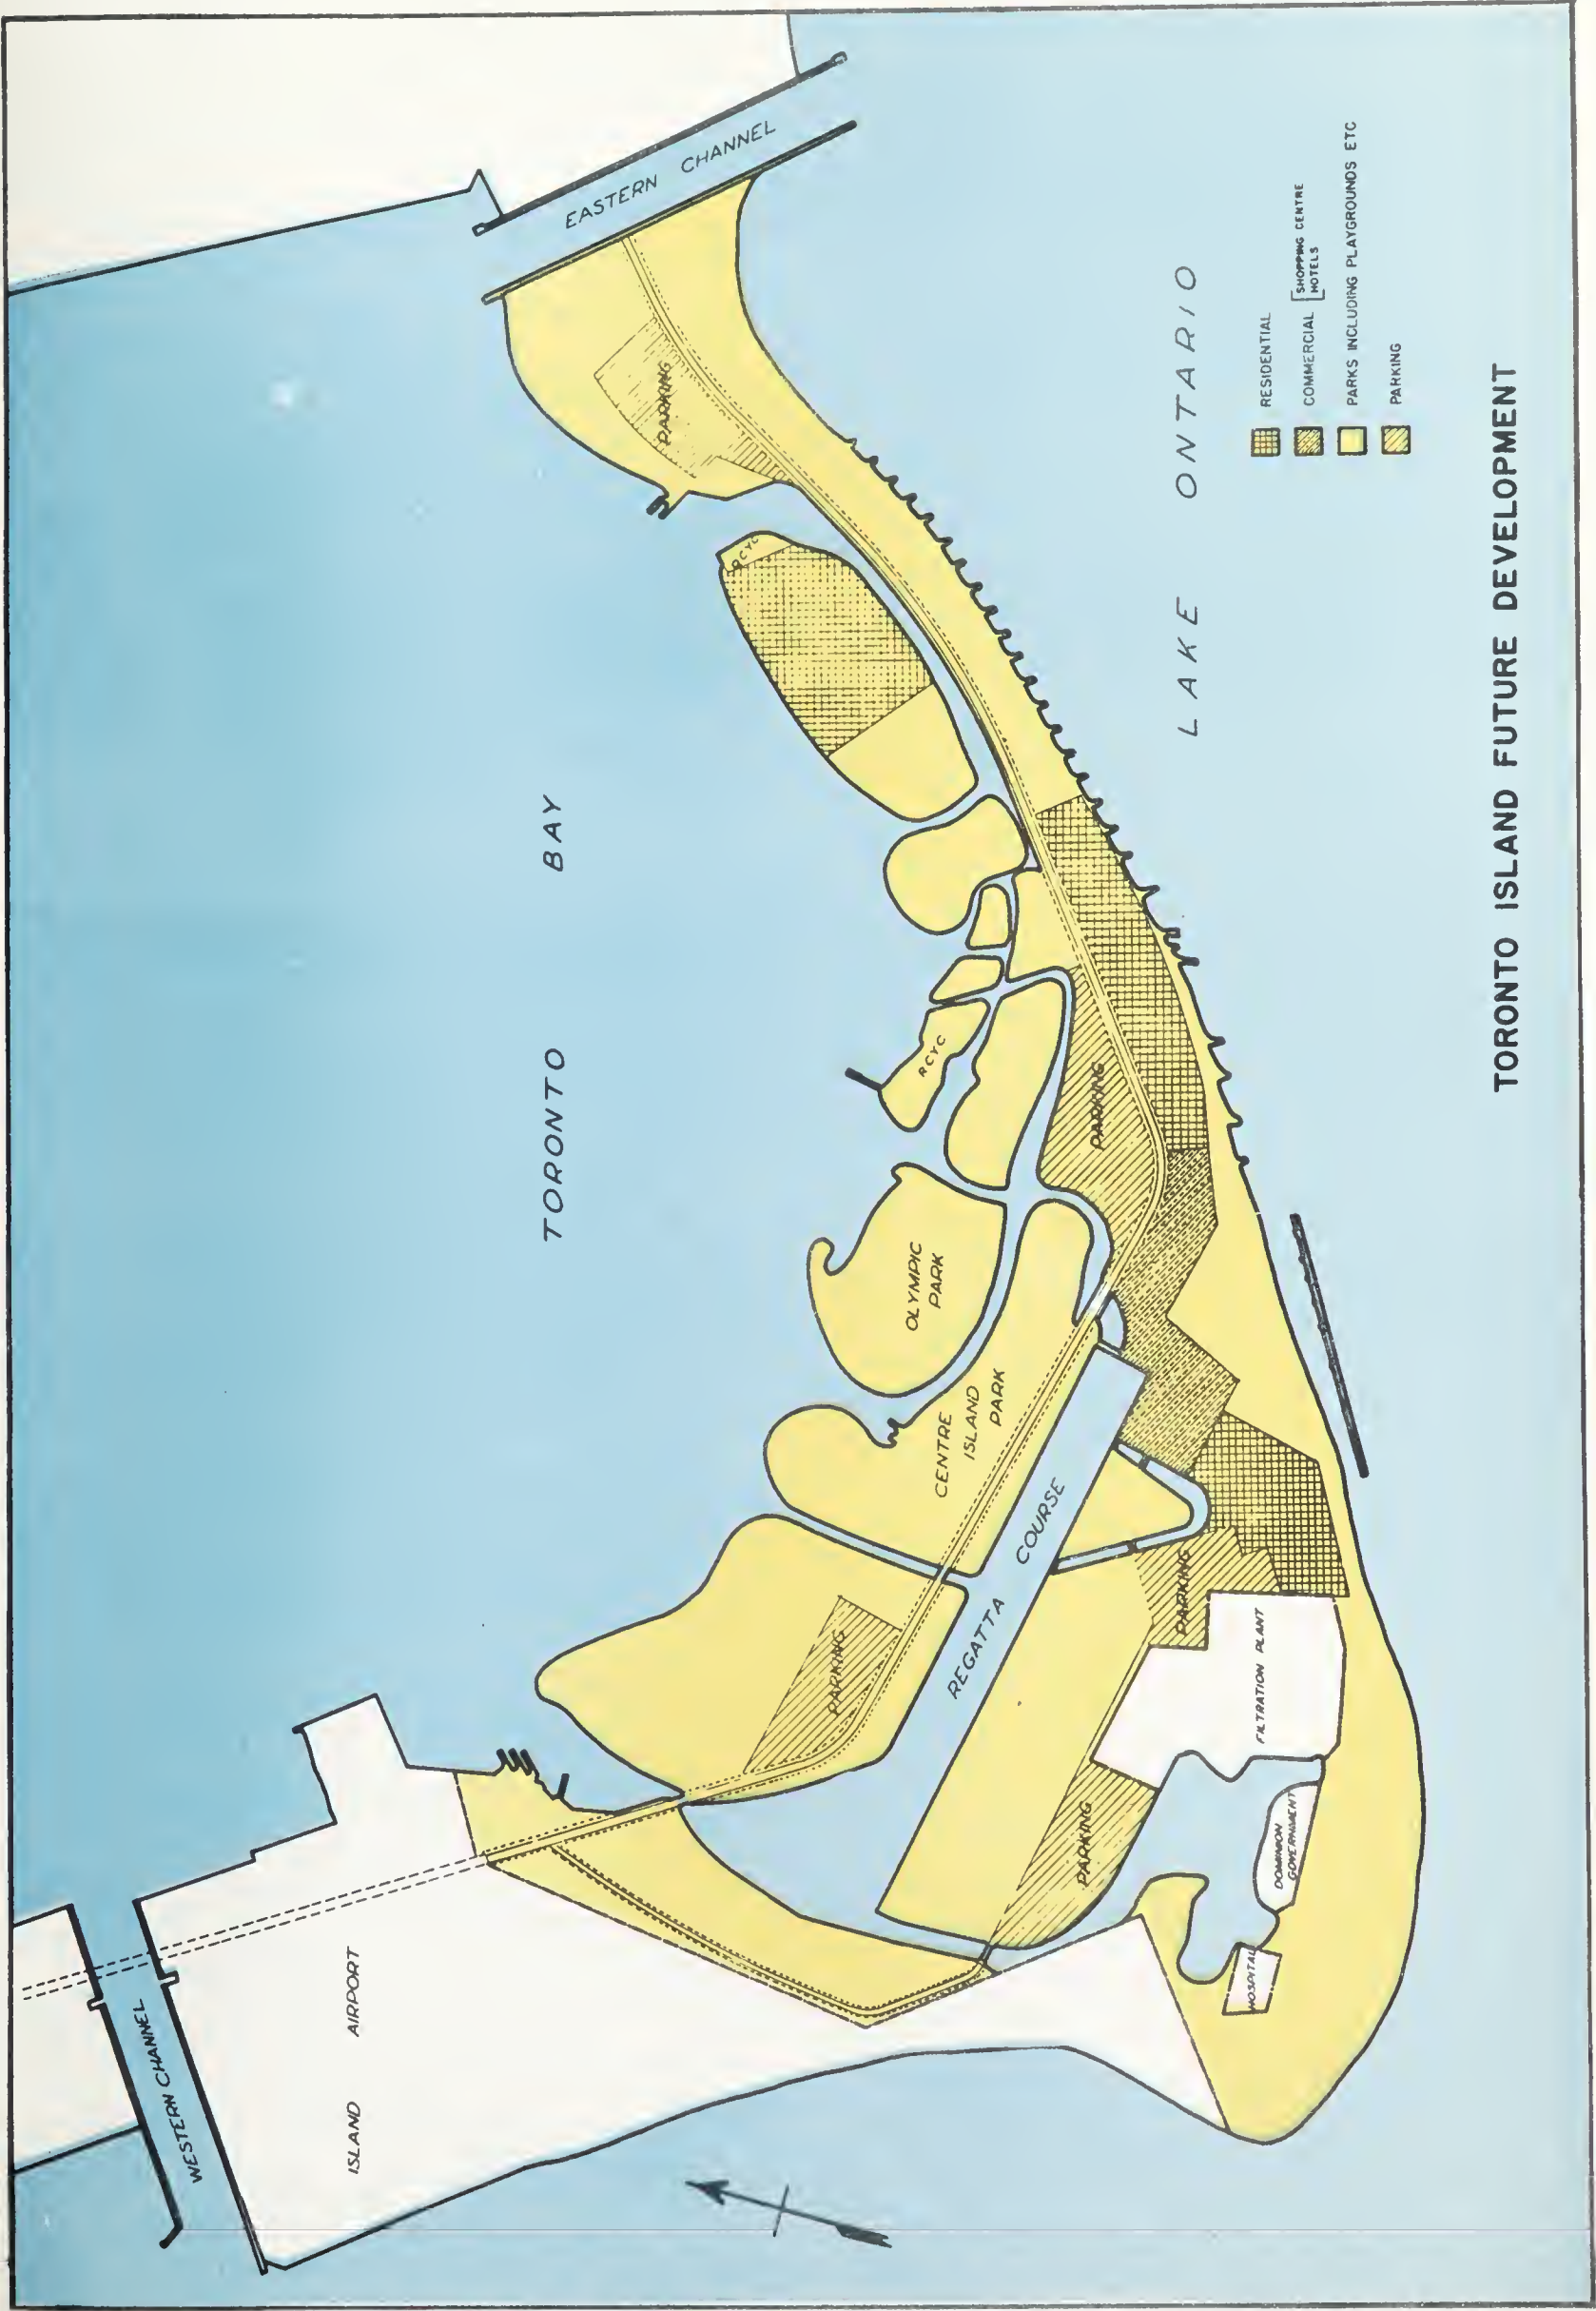 EASTERN CHANNEL
PARKING
RCYC
TORONTO BAY
RCYC
PARKING
OLYMPIC
PARK
CENTRE
ISLAND
PARK
REGATTA COURSE
PARKING
PARKING
FILTRATION PLANT
PARKING
DOMINION
GOVERNMENT
HOSPITAL
ISLAND AIRPORT
WESTERN CHANNEL
LAKE ONTARIO
RESIDENTIAL
COMMERCIAL
SHOPPING CENTRE
HOTELS
PARKS INCLUDING PLAYGROUNDS ETC
PARKING
TORONTO ISLAND FUTURE DEVELOPMENT